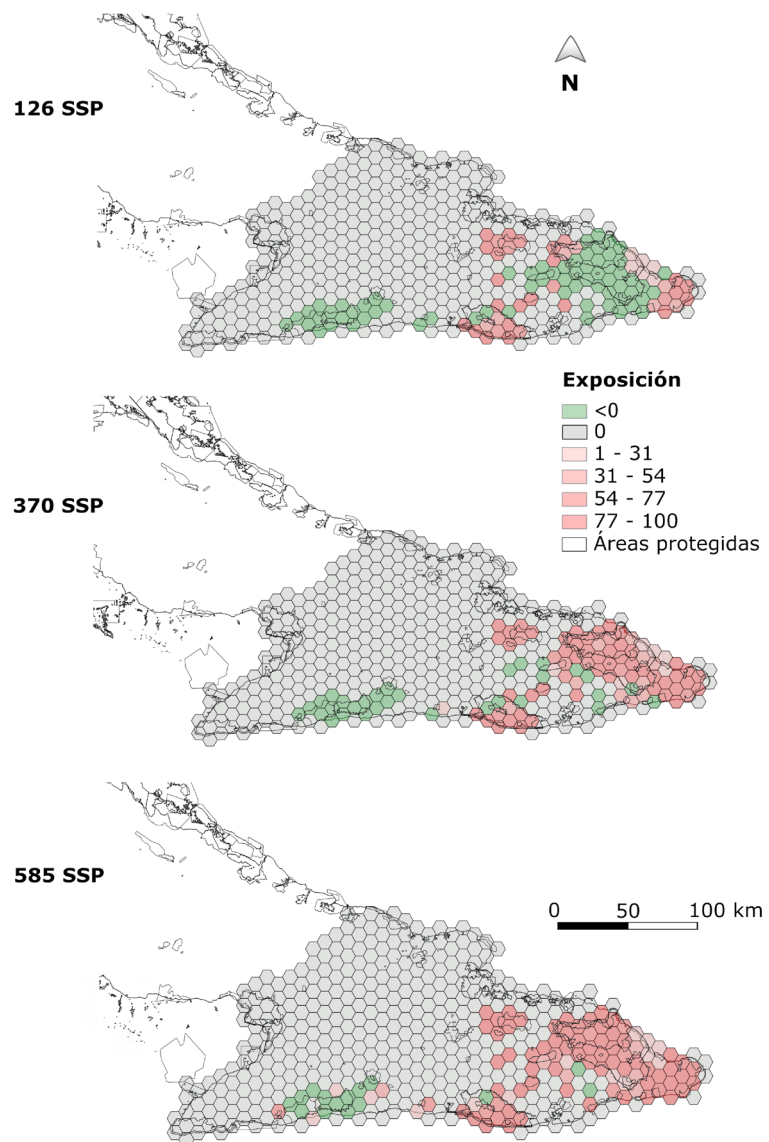 126 SSP
N
Exposición
<0
0
1 - 31
31 - 54
54 - 77
77 - 100
Áreas protegidas
370 SSP
585 SSP
0 50 100 km